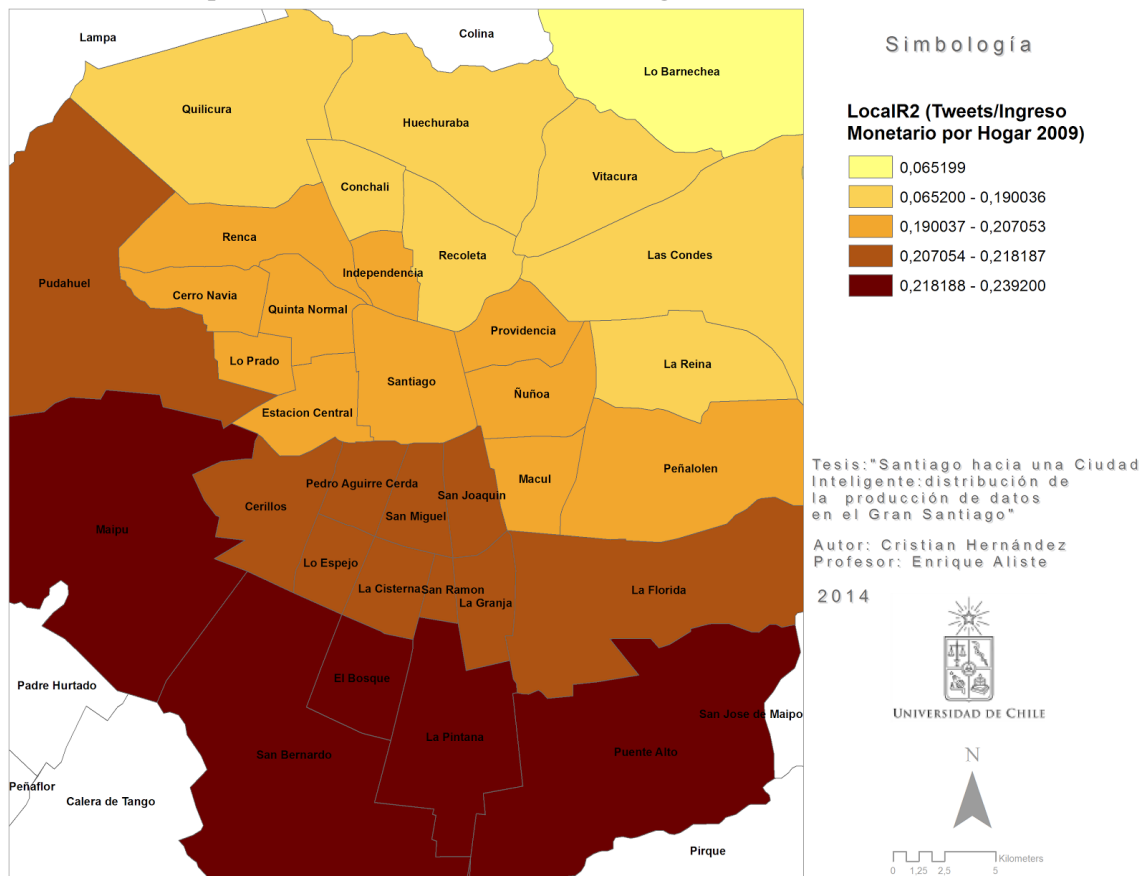 Lampa
Colina
Lo Barnechea
Quilicura
Huechuraba
Vitacura
Conchali
Renca
Recoleta
Las Condes
Independencia
Pudahuel
Cerro Navia
Quinta Normal
Providencia
Lo Prado
La Reina
Santiago
Ñuñoa
Estacion Central
Peñalolen
Macul
Pedro Aguirre Cerda
San Joaquin
Cerillos
San Miguel
Maipu
Lo Espejo
La Cisterna
San Ramon
La Granja
La Florida
Padre Hurtado
El Bosque
San Jose de Maipo
La Pintana
San Bernardo
Puente Alto
Peñaflor
Calera de Tango
Pirque
Simbología
LocalR2 (Tweets/Ingreso
Monetario por Hogar 2009)
0,065199
0,065200 - 0,190036
0,190037 - 0,207053
0,207054 - 0,218187
0,218188 - 0,239200
Tesis:"Santiago hacia una Ciudad
Inteligente:distribución de
la producción de datos
en el Gran Santiago"
Autor: Cristian Hernández
Profesor: Enrique Aliste
2014
UNIVERSIDAD DE CHILE
N
Kilometers
0 1,25 2,5 5